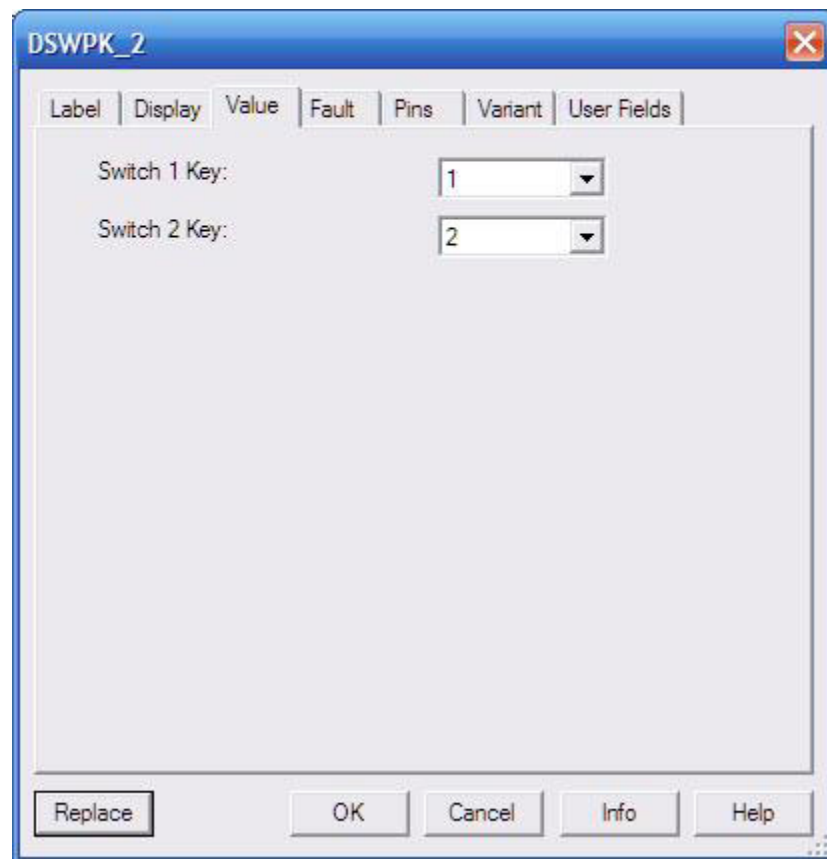 DSWPK_2
Label Display Value Fault Pins Variant User Fields
Switch 1 Key: 1
Switch 2 Key: 2
Replace OK Cancel Info Help